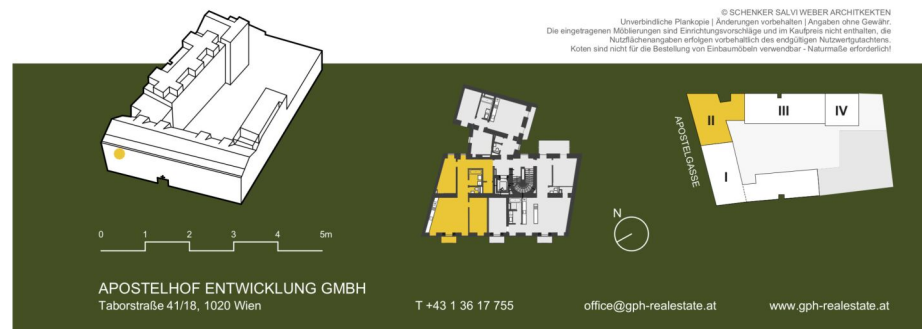 © SCHENKER SALVI WEBER ARCHITKEKTEN
Unverbindliche Plankopie | Änderungen vorbehalten | Angaben ohne Gewähr.
Die eingetragenen Möblierungen sind Einrichtungsvorschläge und im Kaufpreis nicht enthalten, die
Nutzflächenangaben erfolgen vorbehaltlich des endgültigen Nutzwertgutachtens.
Koten sind nicht für die Bestellung von Einbaumöbeln verwendbar - Naturmaße erforderlich!
II
III
IV
I
APOSTELGASSE
N
0 1 2 3 4 5m
APOSTELHOF ENTWICKLUNG GMBH
Taborstraße 41/18, 1020 Wien
T +43 1 36 17 755
office@gph-realestate.at
www.gph-realestate.at